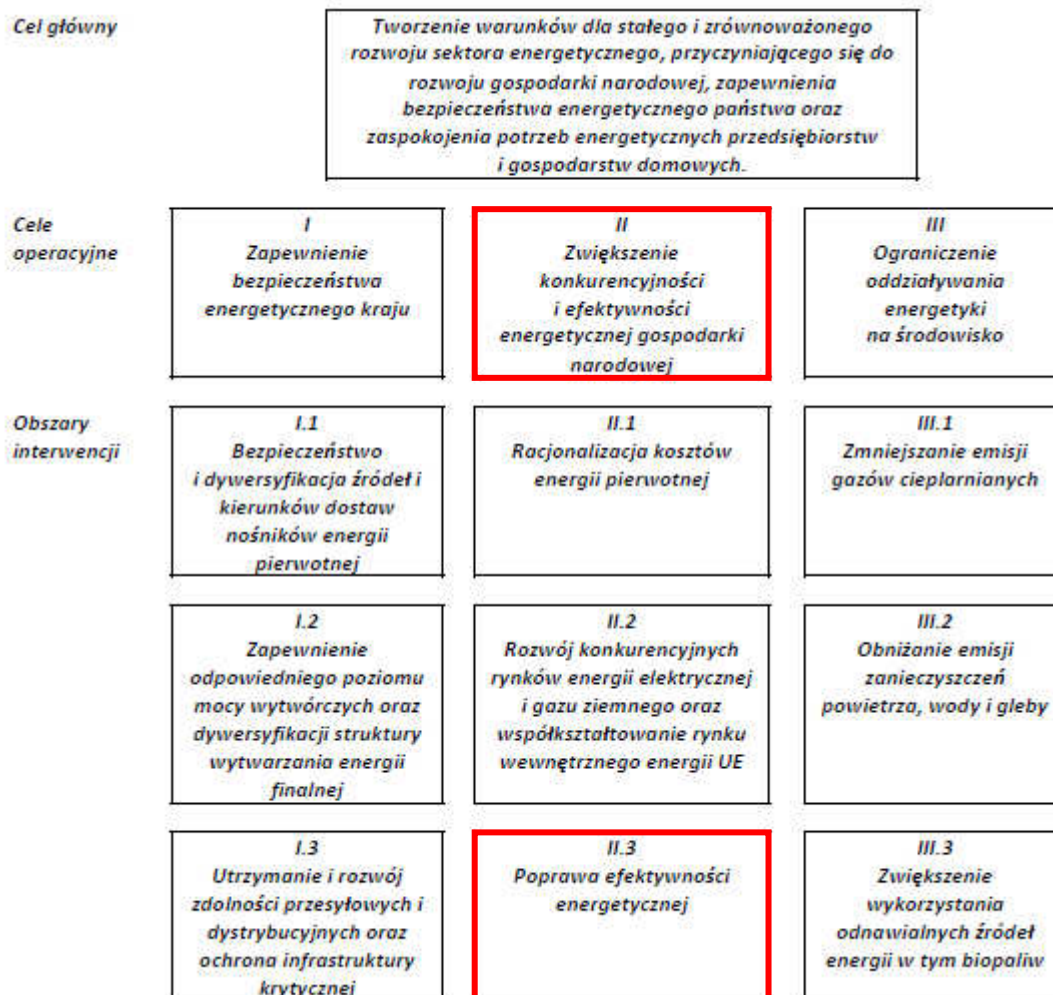 Cel główny
Tworzenie warunków dla stałego i zrównoważonego
rozwoju sektora energetycznego, przyczyniającego się do
rozwoju gospodarki narodowej, zapewnienia
bezpieczeństwa energetycznego państwa oraz
zaspokojenia potrzeb energetycznych przedsiębiorstw
i gospodarstw domowych.
Cele
operacyjne
I
Zapewnienie
bezpieczeństwa
energetycznego kraju
II
Zwiększenie
konkurencyjności
i efektywności
energetycznej gospodarki
narodowej
III
Ograniczenie
oddziaływania
energetyki
na środowisko
Obszary
interwencji
I.1
Bezpieczeństwo
i dywersyfikacja źródeł i
kierunków dostaw
nośników energii
pierwotnej
II.1
Racjonalizacja kosztów
energii pierwotnej
III.1
Zmniejszanie emisji
gazów cieplarnianych
I.2
Zapewnienie
odpowiedniego poziomu
mocy wytwórczych oraz
dywersyfikacji struktury
wytwarzania energii
finalnej
II.2
Rozwój konkurencyjnych
rynków energii elektrycznej
i gazu ziemnego oraz
współkształtowanie rynku
wewnętrznego energii UE
III.2
Obniżanie emisji
zanieczyszczeń
powietrza, wody i gleby
I.3
Utrzymanie i rozwój
zdolności przesyłowych i
dystrybucyjnych oraz
ochrona infrastruktury
krytycznej
II.3
Poprawa efektywności
energetycznej
III.3
Zwiększenie
wykorzystania
odnawialnych źródeł
energii w tym biopaliw